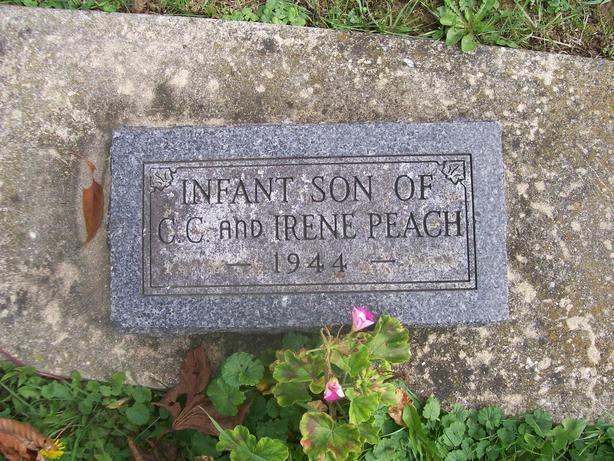 INFANT SON OF
C.C. AND IRENE PEACH
— 1944 —